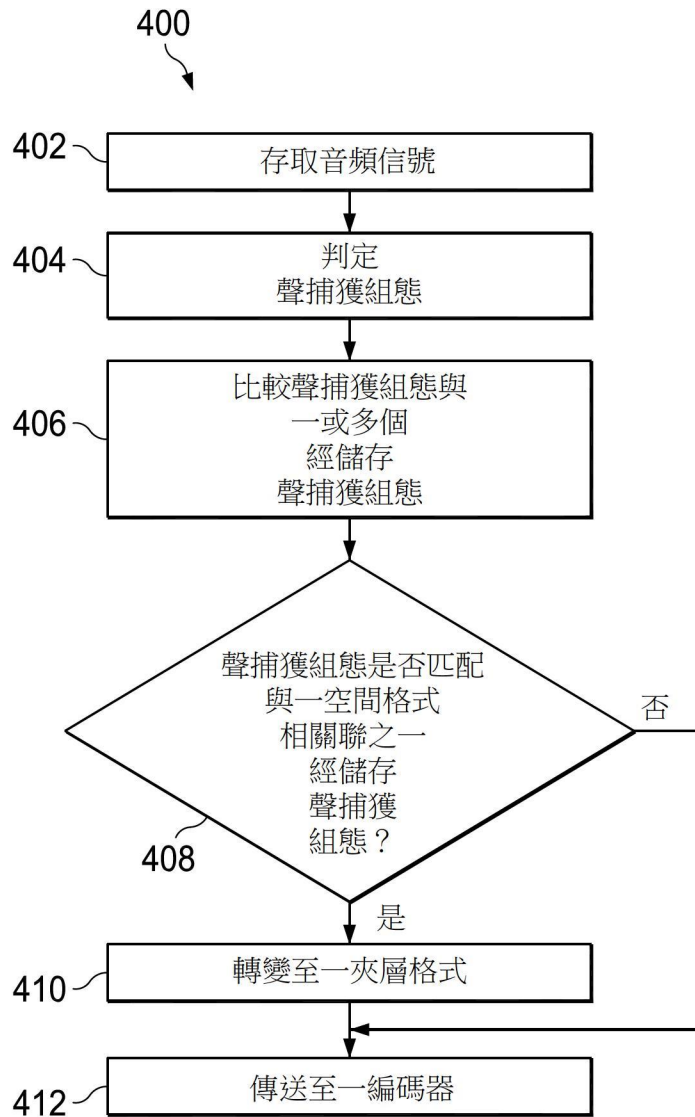 400
402
存取音頻信號
404
判定
聲捕獲組態
406
比較聲捕獲組態與
一或多個
經儲存
聲捕獲組態
聲捕獲組態是否匹配
與一空間格式
相關聯之一
經儲存
聲捕獲
組態？
否
408
是
410
轉變至一夾層格式
412
傳送至一編碼器